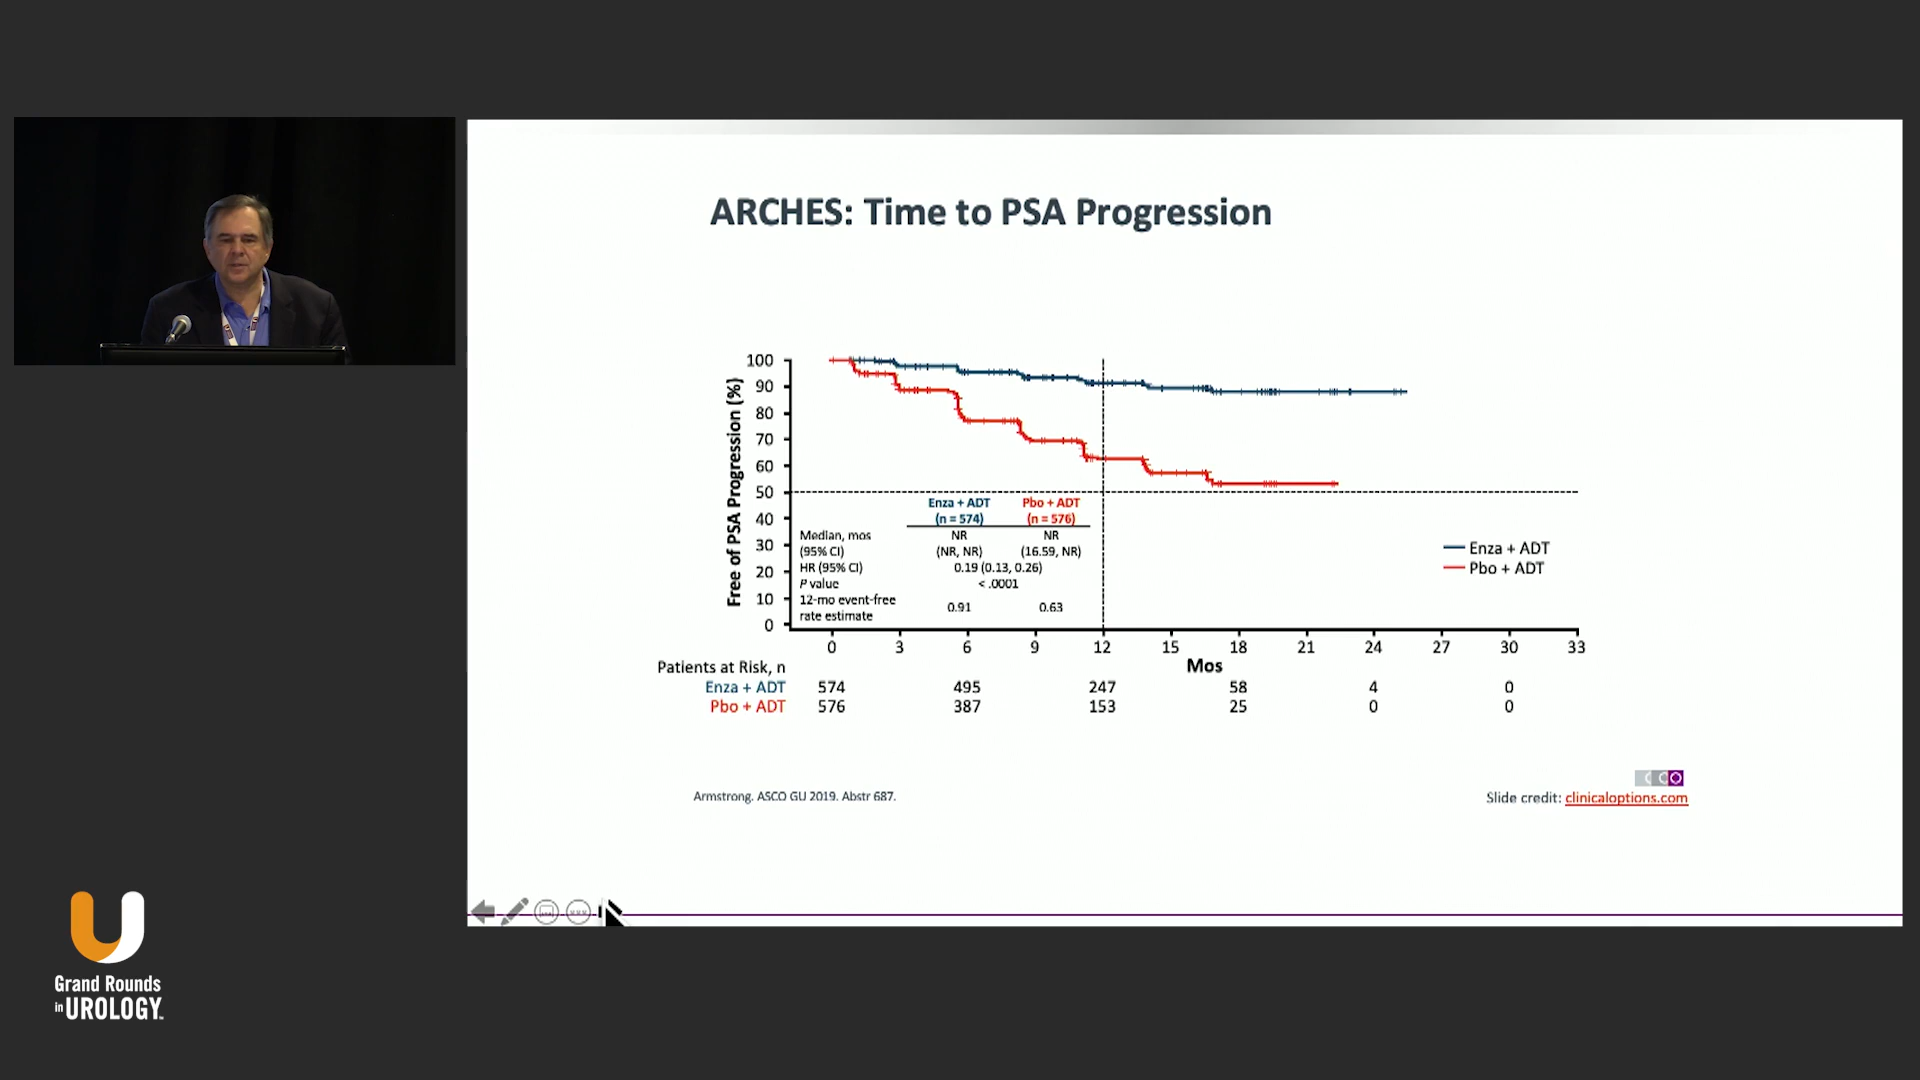 ARCHES: Time to PSA Progression
Free of PSA Progression (%)
100
90
80
70
60
50
40
30
20
10
0
Enza + ADT Pbo + ADT
(n = 574) (n = 576)
Median, mos NR NR
(95% CI) (NR, NR) (16.59, NR)
HR (95% CI) 0.19 (0.13, 0.26)
P value < .0001
12-mo event-free
rate estimate 0.91 0.63
Enza + ADT
Pbo + ADT
0 3 6 9 12 15 18 21 24 27 30 33
Mos
Patients at Risk, n
Enza + ADT 574 495 247 58 4 0
Pbo + ADT 576 387 153 25 0 0
Armstrong. ASCO GU 2019. Abstr 687.
CCO
Slide credit: clinicaloptions.com
Grand Rounds
in UROLOGY